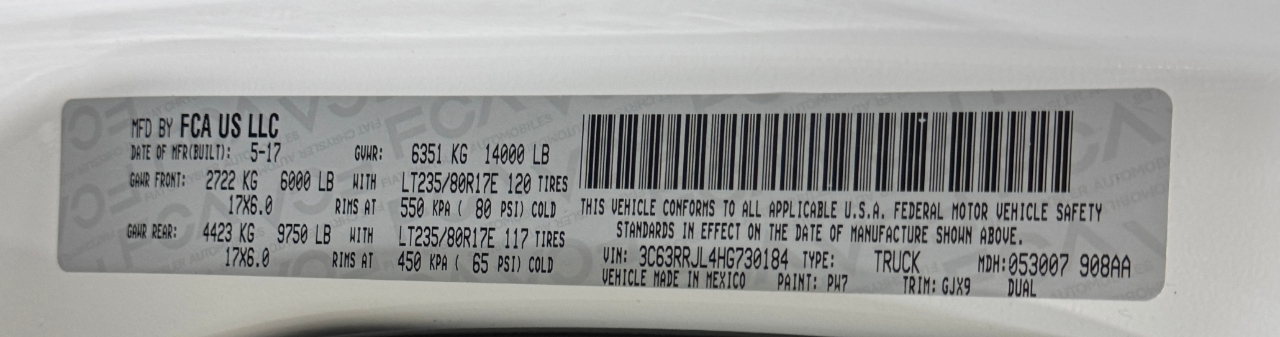 MFD BY FCA US LLC
DATE OF MFR(BUILT): 5-17 GVWR: 6351 KG 14000 LB
GAWR FRONT: 2722 KG 6000 LB WITH LT235/80R17E 120 TIRES
17X6.0 RIMS AT 550 KPA ( 80 PSI) COLD
GAWR REAR: 4423 KG 9750 LB WITH LT235/80R17E 117 TIRES
17X6.0 RIMS AT 450 KPA ( 65 PSI) COLD
THIS VEHICLE CONFORMS TO ALL APPLICABLE U.S.A. FEDERAL MOTOR VEHICLE SAFETY
STANDARDS IN EFFECT ON THE DATE OF MANUFACTURE SHOWN ABOVE.
VIN: 3C63RRJL4HG730184 TYPE: TRUCK MDH:053007 908AA
VEHICLE MADE IN MEXICO PAINT: PW7 TRIM: GJX9 DUAL